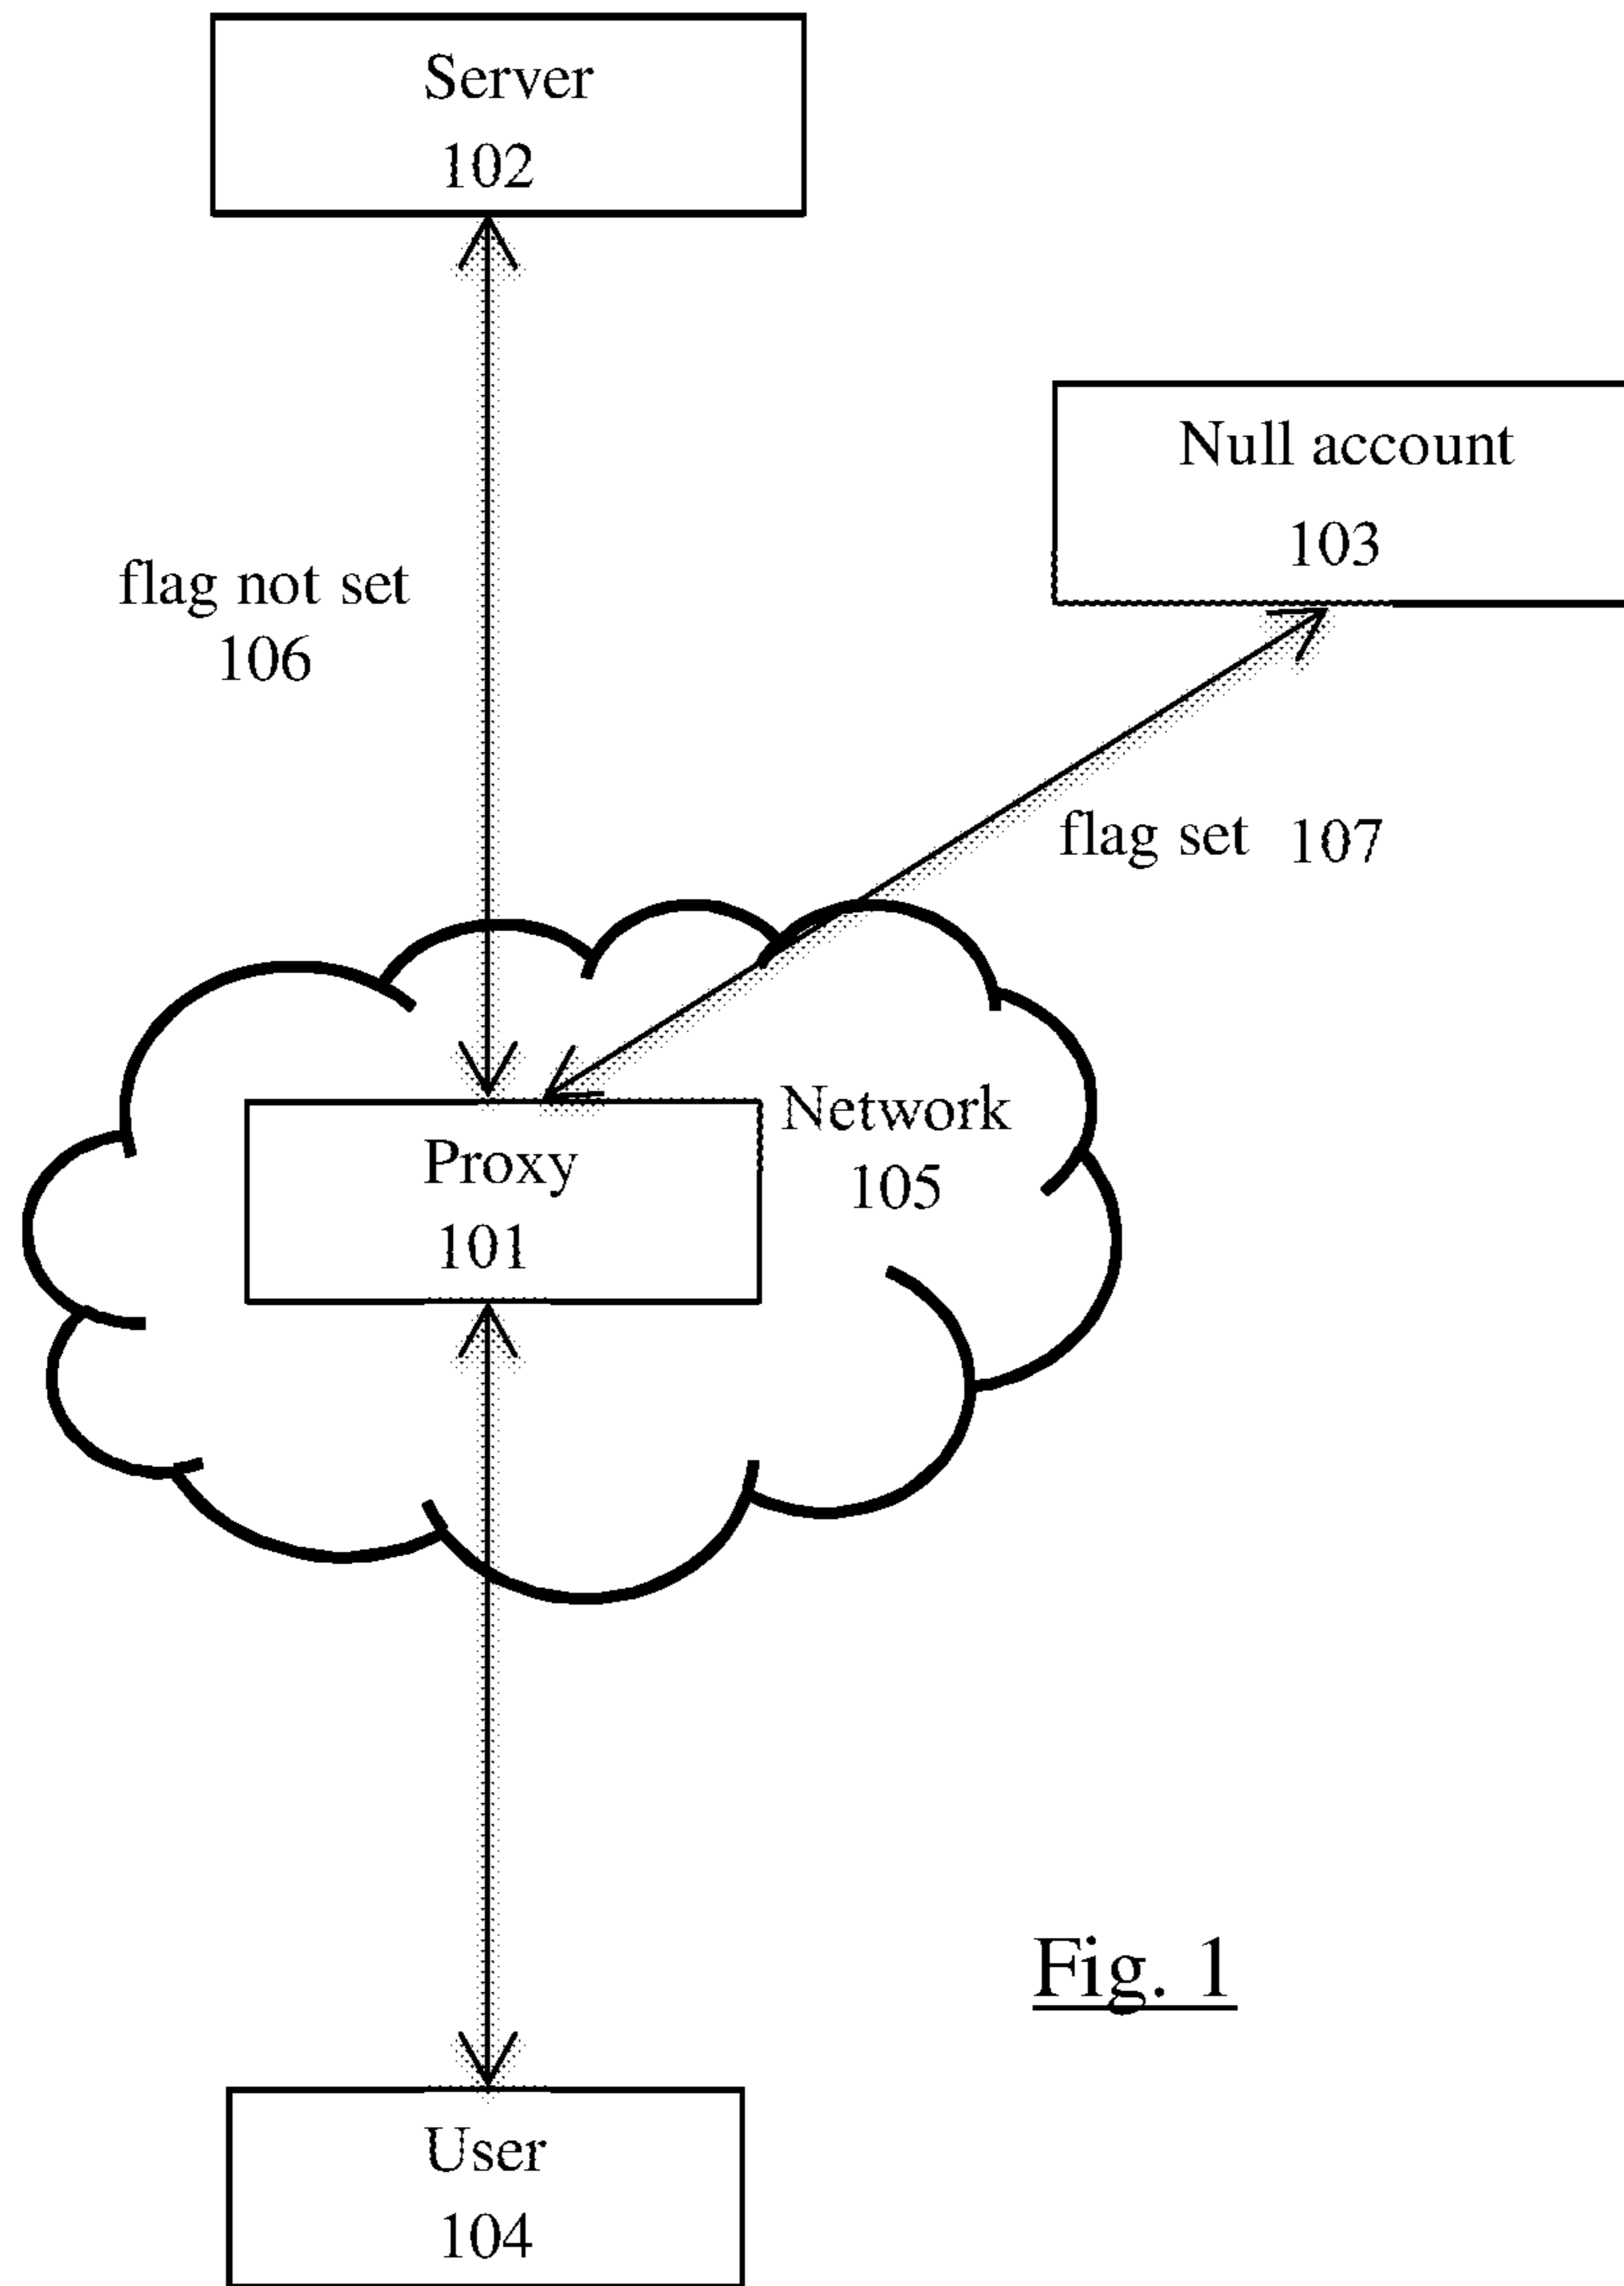 Server
102
Null account
103
flag not set
106
flag set 107
Network
105
Proxy
101
Fig. 1
User
104